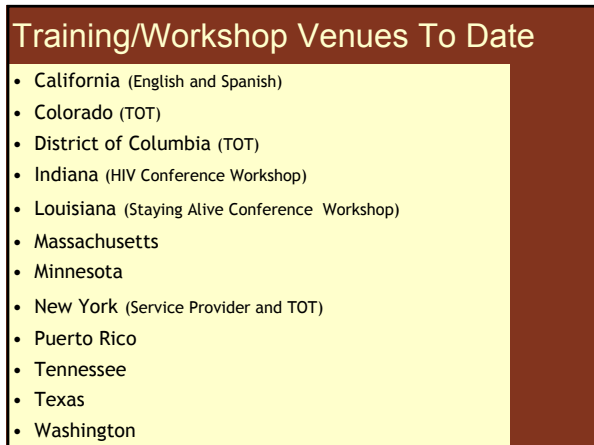 Training/Workshop Venues To Date
• California (English and Spanish)
• Colorado (TOT)
• District of Columbia (TOT)
• Indiana (HIV Conference Workshop)
• Louisiana (Staying Alive Conference Workshop)
• Massachusetts
• Minnesota
• New York (Service Provider and TOT)
• Puerto Rico
• Tennessee
• Texas
• Washington